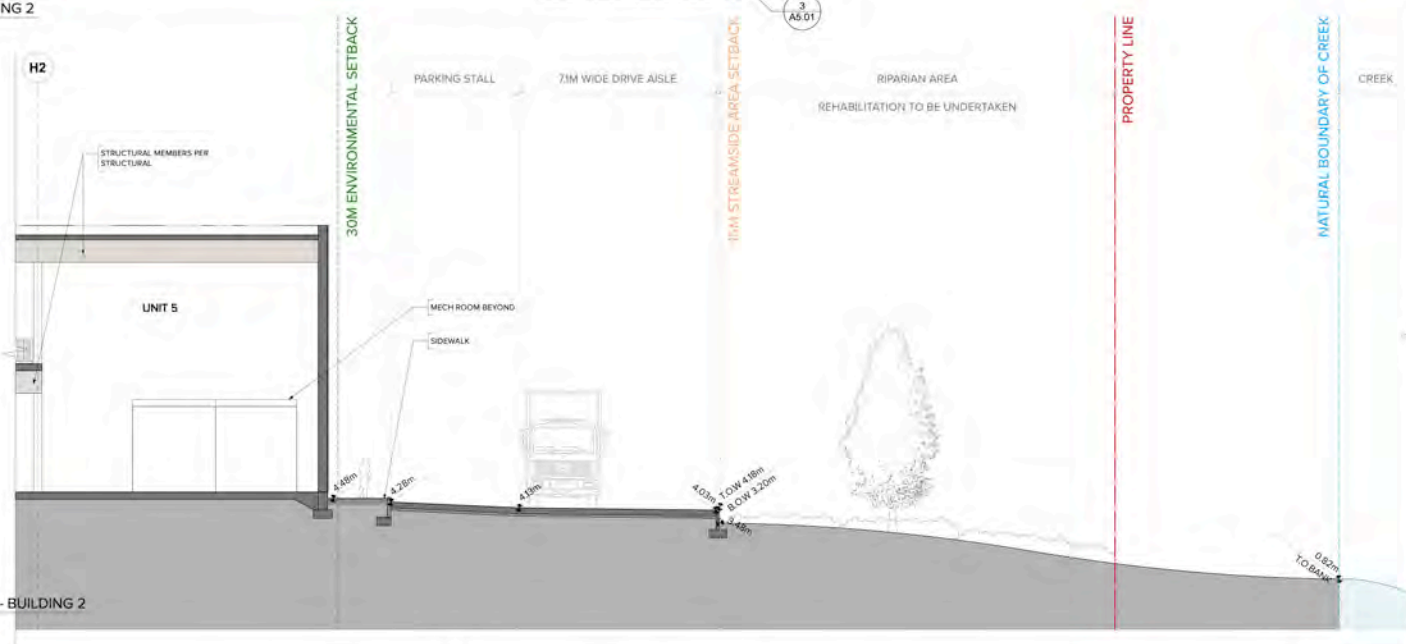 NG 2
3
A5.01
H2
30M ENVIRONMENTAL SETBACK
PARKING STALL
7.1M WIDE DRIVE AISLE
15M STREAMSIDE AREA SETBACK
RIPARIAN AREA
REHABILITATION TO BE UNDERTAKEN
PROPERTY LINE
NATURAL BOUNDARY OF CREEK
CREEK
STRUCTURAL MEMBERS PER
STRUCTURAL
UNIT 5
MECH ROOM BEYOND
SIDEWALK
4.48m
4.28m
4.13m
4.03m
T.O.W 4.18m
B.O.W 3.20m
3.48m
0.82m
T.O.BANK
- BUILDING 2